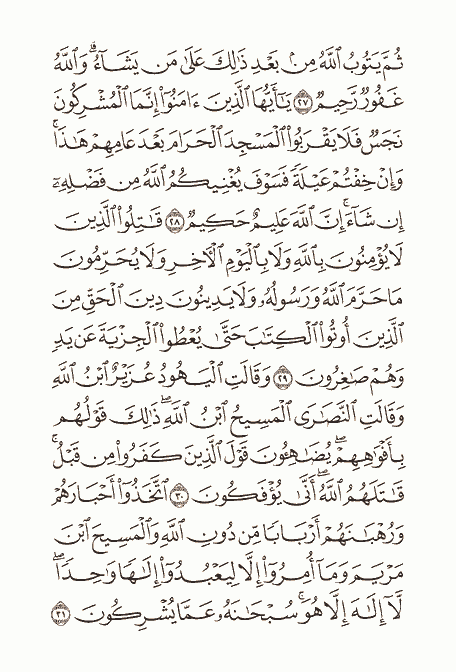 ثُمَّ يَتُوبُ ٱللَّهُ مِنۢ بَعْدِ ذَٰلِكَ عَلَىٰ مَن يَشَآءُ ۗ وَٱللَّهُ
غَفُورٌ رَّحِيمٌ ٢٧ يَـٰٓأَيُّهَا ٱلَّذِينَ ءَامَنُوٓا۟ إِنَّمَا ٱلْمُشْرِكُونَ
نَجَسٌ فَلَا يَقْرَبُوا۟ ٱلْمَسْجِدَ ٱلْحَرَامَ بَعْدَ عَامِهِمْ هَـٰذَا ۚ
وَإِنْ خِفْتُمْ عَيْلَةً فَسَوْفَ يُغْنِيكُمُ ٱللَّهُ مِن فَضْلِهِۦٓ
إِن شَآءَ ۚ إِنَّ ٱللَّهَ عَلِيمٌ حَكِيمٌ ٢٨ قَـٰتِلُوا۟ ٱلَّذِينَ
لَا يُؤْمِنُونَ بِٱللَّهِ وَلَا بِٱلْيَوْمِ ٱلْـَٔاخِرِ وَلَا يُحَرِّمُونَ
مَا حَرَّمَ ٱللَّهُ وَرَسُولُهُۥ وَلَا يَدِينُونَ دِينَ ٱلْحَقِّ مِنَ
ٱلَّذِينَ أُوتُوا۟ ٱلْكِتَـٰبَ حَتَّىٰ يُعْطُوا۟ ٱلْجِزْيَةَ عَن يَدٍ
وَهُمْ صَـٰغِرُونَ ٢٩ وَقَالَتِ ٱلْيَهُودُ عُزَيْرٌ ٱبْنُ ٱللَّهِ
وَقَالَتِ ٱلنَّصَـٰرَى ٱلْمَسِيحُ ٱبْنُ ٱللَّهِ ۖ ذَٰلِكَ قَوْلُهُم
بِأَفْوَٰهِهِمْ ۖ يُضَـٰهِـُٔونَ قَوْلَ ٱلَّذِينَ كَفَرُوا۟ مِن قَبْلُ ۚ
قَـٰتَلَهُمُ ٱللَّهُ ۚ أَنَّىٰ يُؤْفَكُونَ ٣٠ ٱتَّخَذُوٓا۟ أَحْبَارَهُمْ
وَرُهْبَـٰنَهُمْ أَرْبَابًا مِّن دُونِ ٱللَّهِ وَٱلْمَسِيحَ ٱبْنَ
مَرْيَمَ وَمَآ أُمِرُوٓا۟ إِلَّا لِيَعْبُدُوٓا۟ إِلَـٰهًا وَٰحِدًا ۖ
لَّآ إِلَـٰهَ إِلَّا هُوَ ۚ سُبْحَـٰنَهُۥ عَمَّا يُشْرِكُونَ ٣١